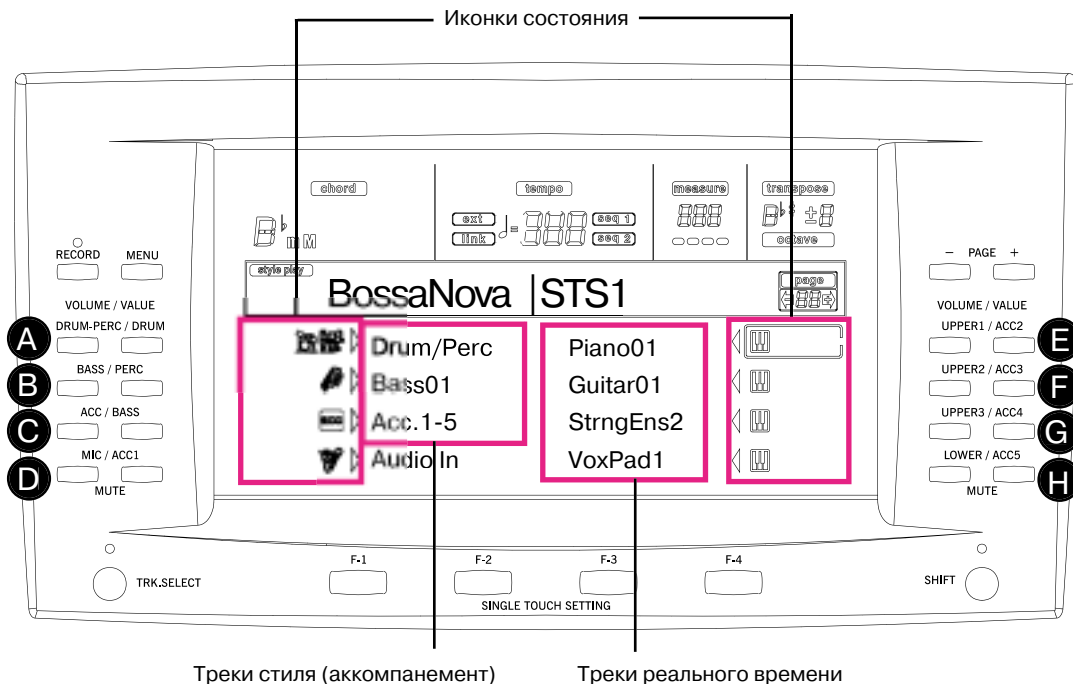 Иконки состояния
chord
tempo
measure
transpose
ext
seq 1
link
seq 2
octave
RECORD MENU
- PAGE +
style play
page
BossaNova STS1
VOLUME / VALUE
VOLUME / VALUE
A DRUM-PERC / DRUM
Drum/Perc
Piano01
UPPER1 / ACC2 E
B BASS / PERC
Bass01
Guitar01
UPPER2 / ACC3 F
C ACC / BASS
Acc.1-5
StrngEns2
UPPER3 / ACC4 G
D MIC / ACC1
Audio In
VoxPad1
LOWER / ACC5 H
MUTE
MUTE
F-1 F-2 F-3 F-4
TRK.SELECT
SHIFT
SINGLE TOUCH SETTING
Треки стиля (аккомпанемент)
Треки реального времени